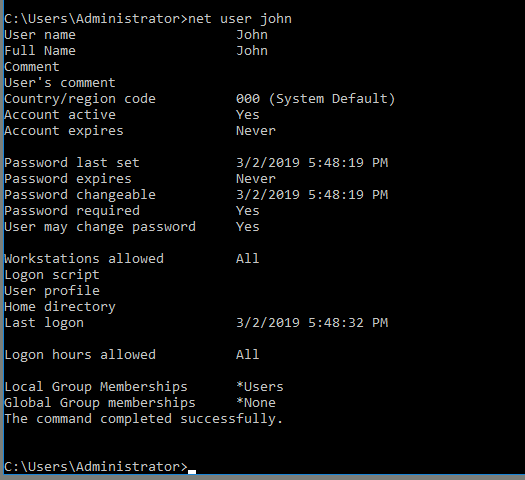 C:\Users\Administrator>net user john
User name                    John
Full Name                    John
Comment
User's comment
Country/region code          000 (System Default)
Account active               Yes
Account expires              Never
Password last set            3/2/2019 5:48:19 PM
Password expires             Never
Password changeable          3/2/2019 5:48:19 PM
Password required            Yes
User may change password     Yes
Workstations allowed         All
Logon script
User profile
Home directory
Last logon                   3/2/2019 5:48:32 PM
Logon hours allowed          All
Local Group Memberships      *Users
Global Group memberships     *None
The command completed successfully.
C:\Users\Administrator>